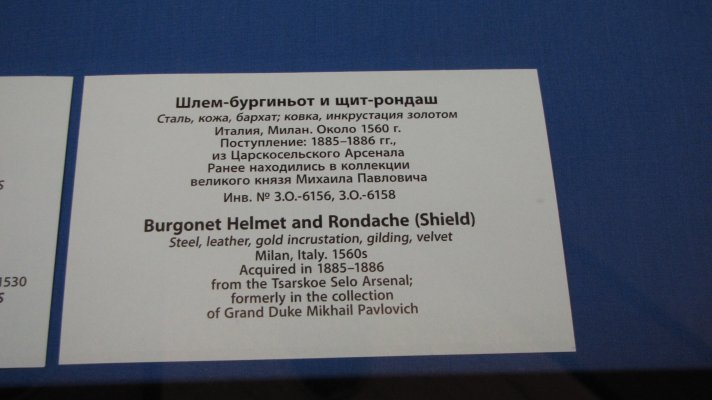 Шлем-бургиньот и щит-рондаш
Сталь, кожа, бархат; ковка, инкрустация золотом
Италия, Милан. Около 1560 г.
Поступление: 1885–1886 гг.,
из Царскосельского Арсенала
Ранее находились в коллекции
великого князя Михаила Павловича
Инв. № З.О.-6156, З.О.-6158
Burgonet Helmet and Rondache (Shield)
Steel, leather, gold incrustation, gilding, velvet
Milan, Italy. 1560s
Acquired in 1885–1886
from the Tsarskoe Selo Arsenal;
formerly in the collection
of Grand Duke Mikhail Pavlovich
1530